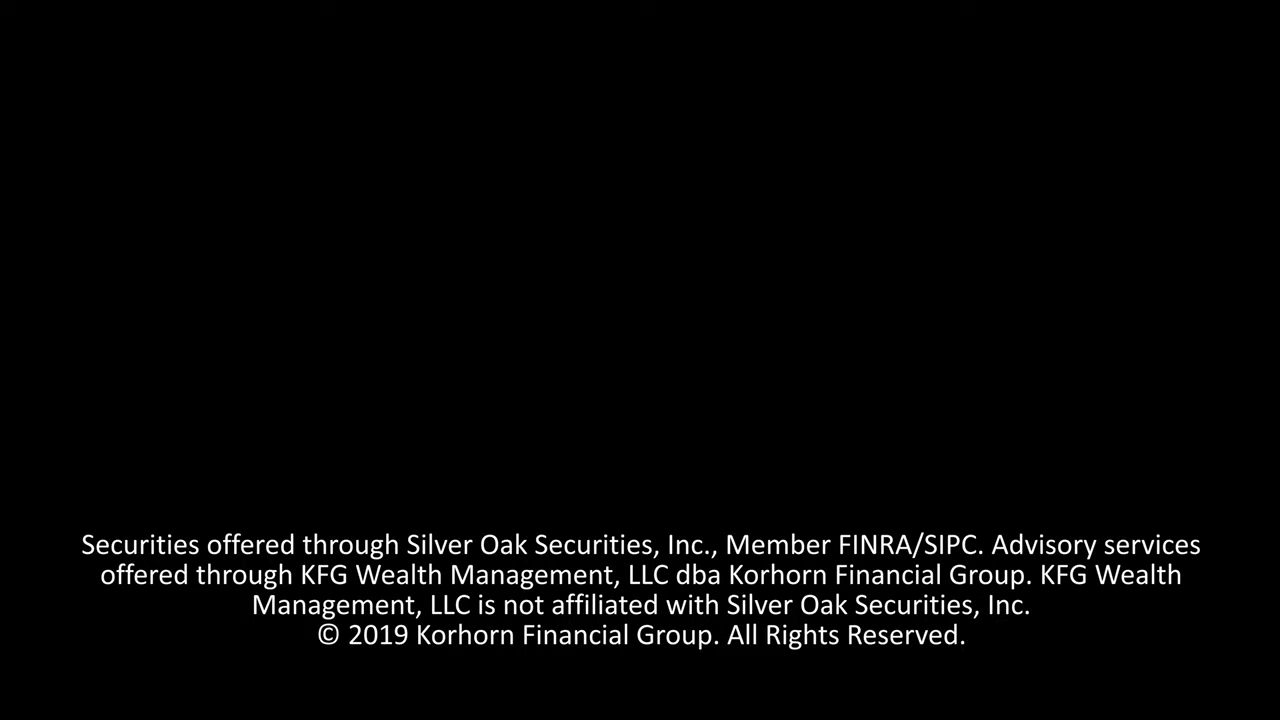 Securities offered through Silver Oak Securities, Inc., Member FINRA/SIPC. Advisory services
offered through KFG Wealth Management, LLC dba Korhorn Financial Group. KFG Wealth
Management, LLC is not affiliated with Silver Oak Securities, Inc.
© 2019 Korhorn Financial Group. All Rights Reserved.